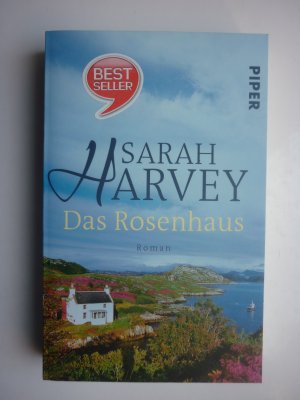 BEST
SELLER
PIPER
SARAH
HARVEY
Das Rosenhaus
Roman